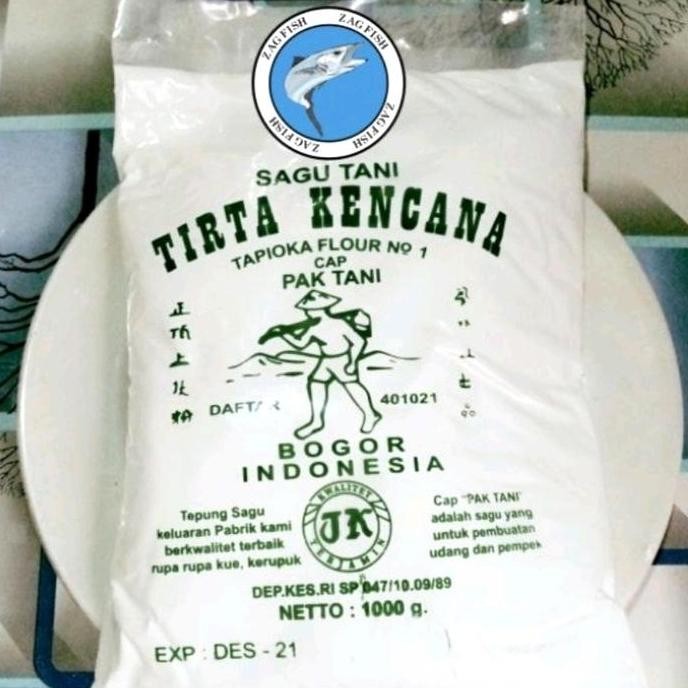 ZAG FISH
ZAG FISH
ZAG FISH
ZAG FISH
SAGU TANI
TIRTA KENCANA
TAPIOKA FLOUR No 1
CAP
PAK TANI
正
上
DAFTAR 401021
BOGOR
INDONESIA
KWALITET
JK
TERJAMIN
Tepung Sagu
keluaran Pabrik kami
berkwalitet terbaik
rupa rupa kue, kerupuk
Cap "PAK TANI"
adalah sagu yang
untuk pembuatan
udang dan pempek
DEP.KES.RI SP 047/10.09/89
NETTO : 1000 g.
EXP : DES - 21